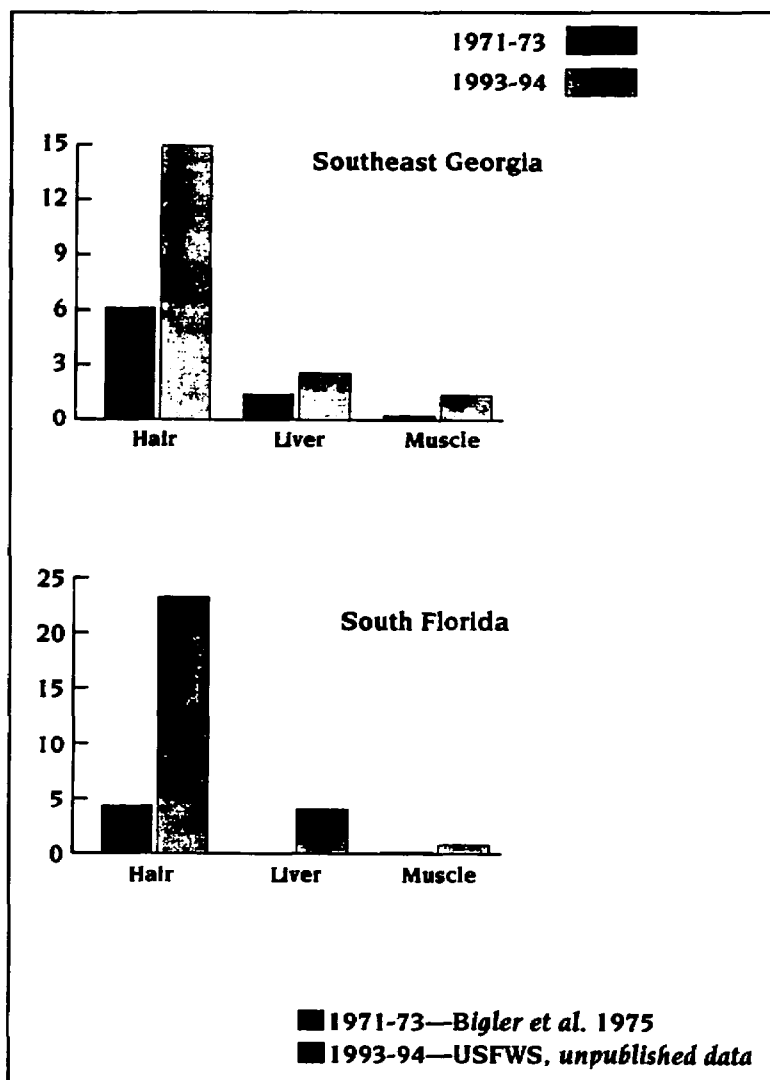 1971-73
1993-94
15
Southeast Georgia
12
9
6
3
0
Hair Liver Muscle
25
South Florida
20
15
10
5
0
Hair Liver Muscle
1971-73—Bigler et al. 1975
1993-94—USFWS, unpublished data